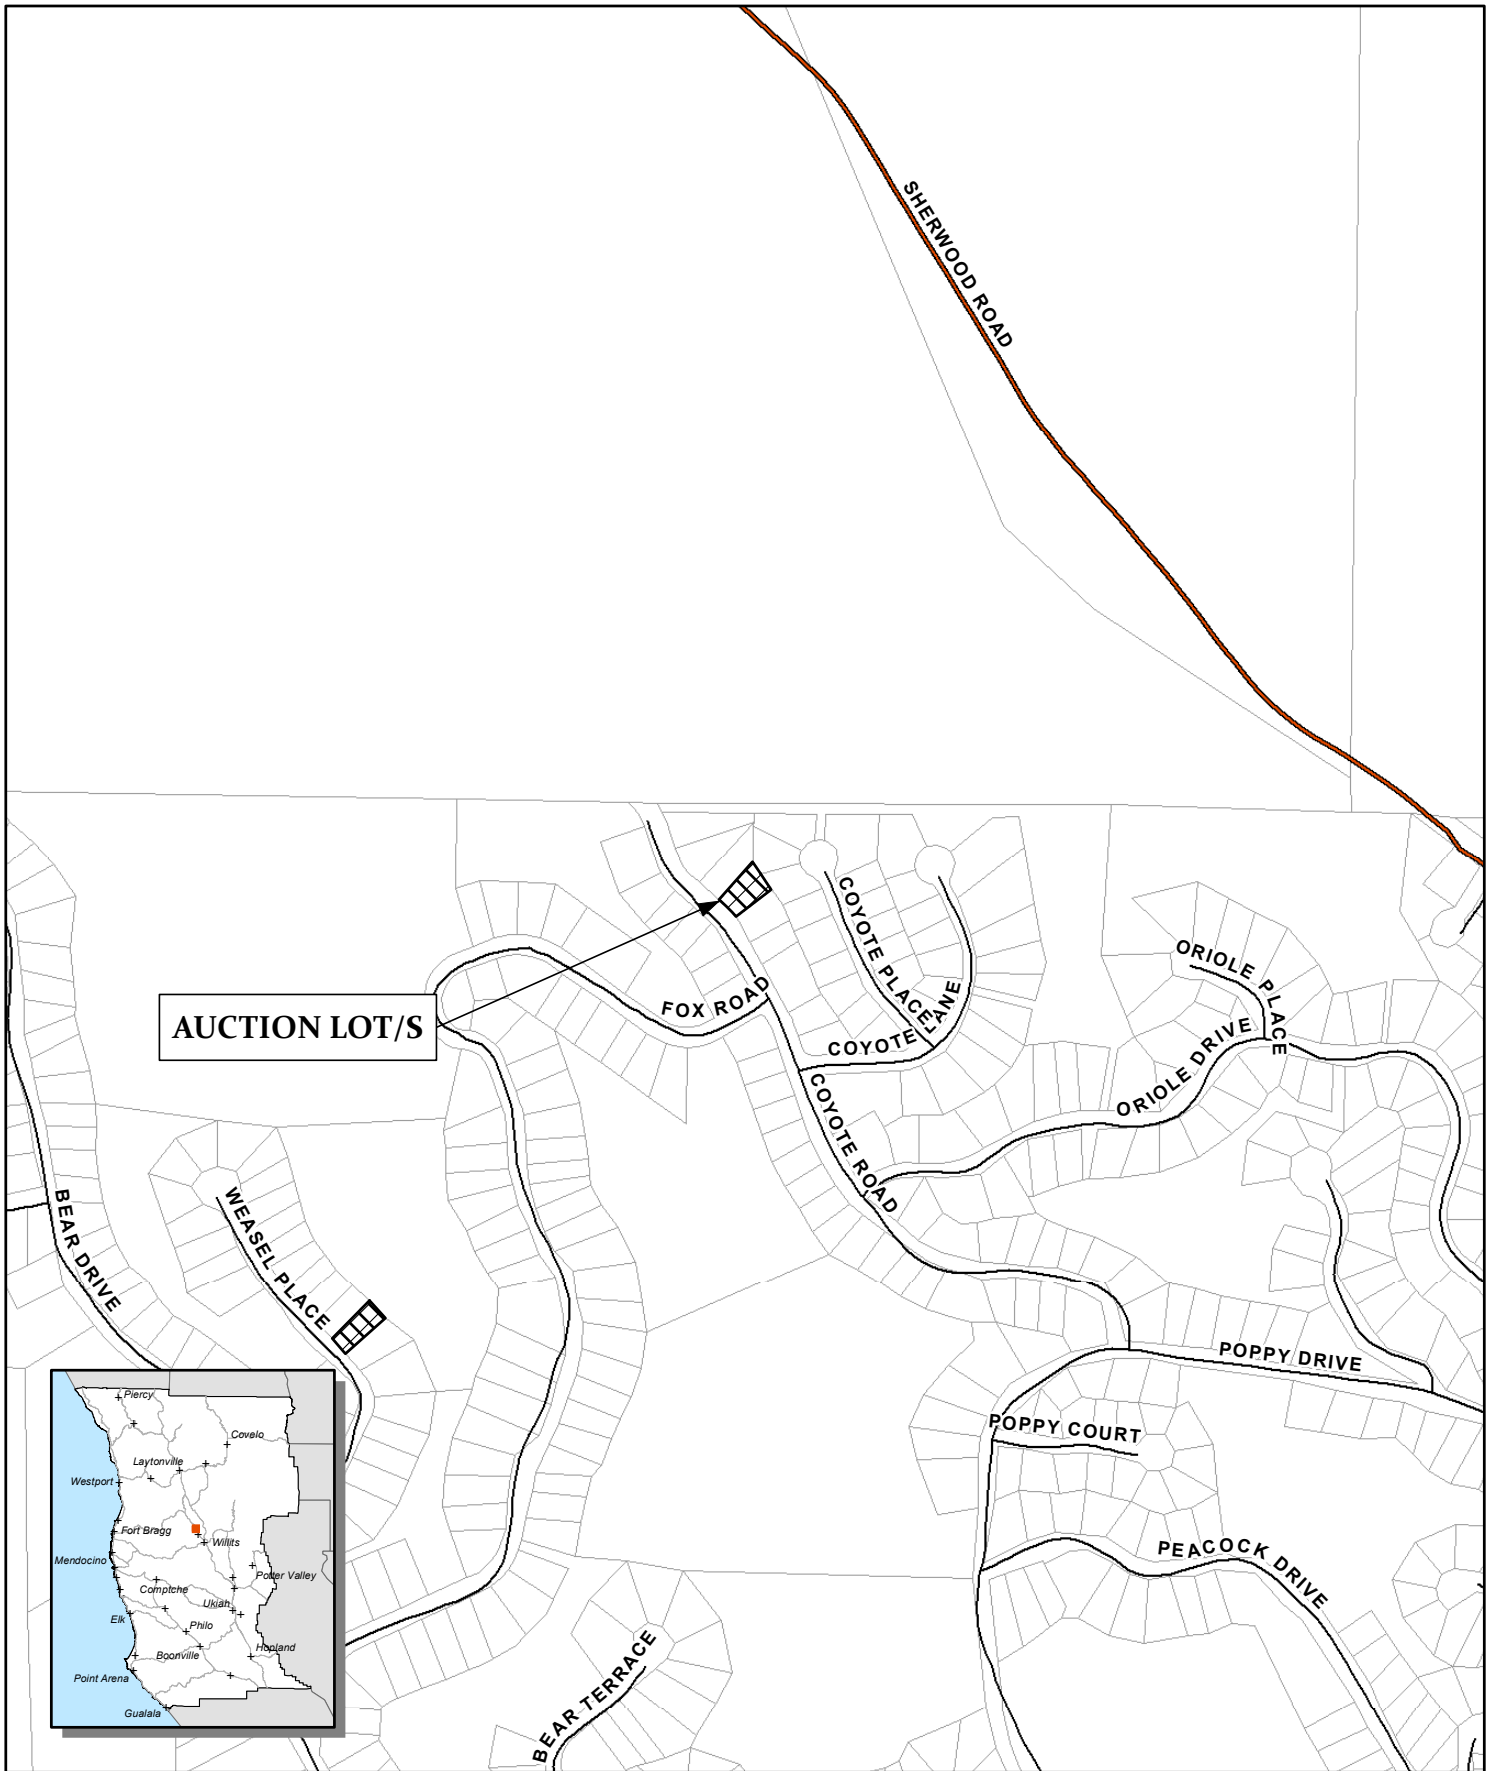 SHERWOOD ROAD
COYOTE PLACE
ORIOLE PLACE
FOX ROAD
COYOTE LANE
AUCTION LOT/S
ORIOLE DRIVE
COYOTE ROAD
WEASEL PLACE
BEAR DRIVE
POPPY DRIVE
POPPY COURT
PEACOCK DRIVE
BEAR TERRACE
Piercy
Covelo
Laytonville
Westport
Fort Bragg
Willits
Mendocino
Potter Valley
Comptche
Ukiah
Elk
Philo
Hopland
Boonville
Point Arena
Gualala